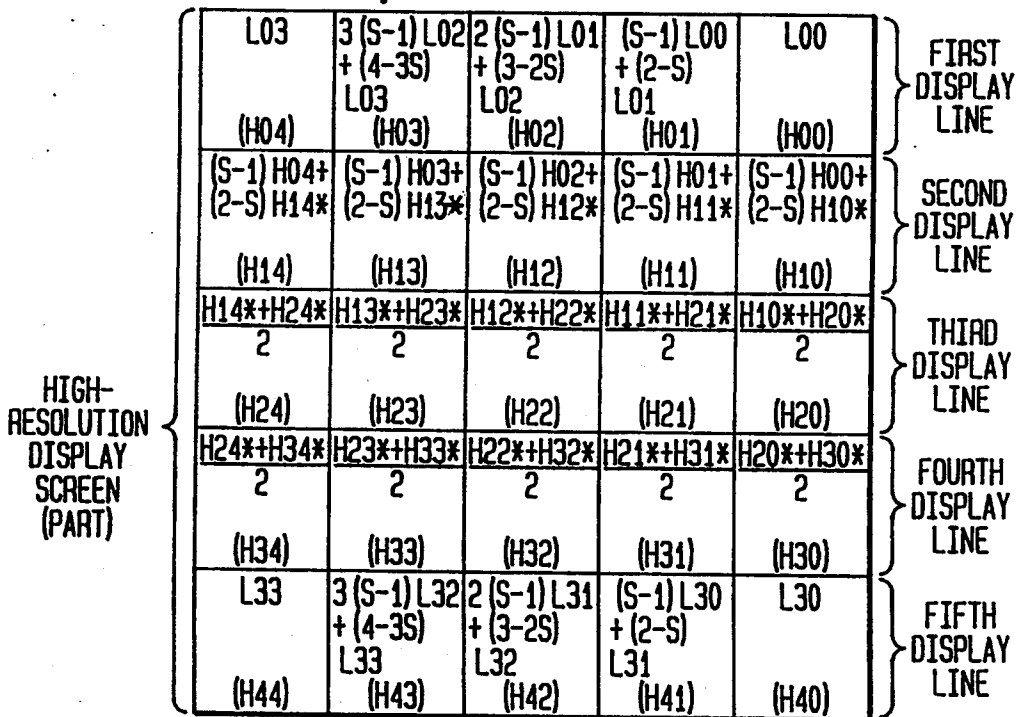 L03 3(S-1)L02 2(S-1)L01 (S-1)L00 L00
+(4-3S) +(3-2S) +(2-S)
L03 L02 L01
(H04) (H03) (H02) (H01) (H00)
FIRST
DISPLAY
LINE
(S-1)H04+ (S-1)H03+ (S-1)H02+ (S-1)H01+ (S-1)H00+
(2-S)H14* (2-S)H13* (2-S)H12* (2-S)H11* (2-S)H10*
(H14) (H13) (H12) (H11) (H10)
SECOND
DISPLAY
LINE
H14*+H24* H13*+H23* H12*+H22* H11*+H21* H10*+H20*
2 2 2 2 2
(H24) (H23) (H22) (H21) (H20)
THIRD
DISPLAY
LINE
HIGH-
RESOLUTION
DISPLAY
SCREEN
(PART)
H24*+H34* H23*+H33* H22*+H32* H21*+H31* H20*+H30*
2 2 2 2 2
(H34) (H33) (H32) (H31) (H30)
FOURTH
DISPLAY
LINE
L33 3(S-1)L32 2(S-1)L31 (S-1)L30 L30
+(4-3S) +(3-2S) +(2-S)
L33 L32 L31
(H44) (H43) (H42) (H41) (H40)
FIFTH
DISPLAY
LINE